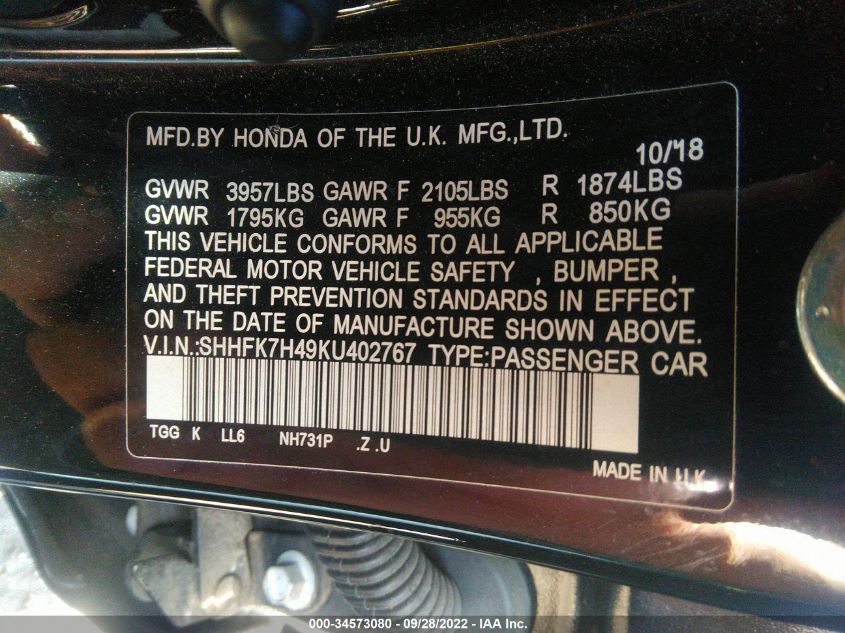 MFD.BY HONDA OF THE U.K. MFG.,LTD.
10/18
GVWR 3957LBS GAWR F 2105LBS R 1874LBS
GVWR 1795KG GAWR F 955KG R 850KG
THIS VEHICLE CONFORMS TO ALL APPLICABLE
FEDERAL MOTOR VEHICLE SAFETY , BUMPER ,
AND THEFT PREVENTION STANDARDS IN EFFECT
ON THE DATE OF MANUFACTURE SHOWN ABOVE.
V.I.N.:SHHFK7H49KU402767 TYPE:PASSENGER CAR
TGG K LL6 NH731P .Z .U
MADE IN U.K
000-34573080 - 09/28/2022 - IAA Inc.